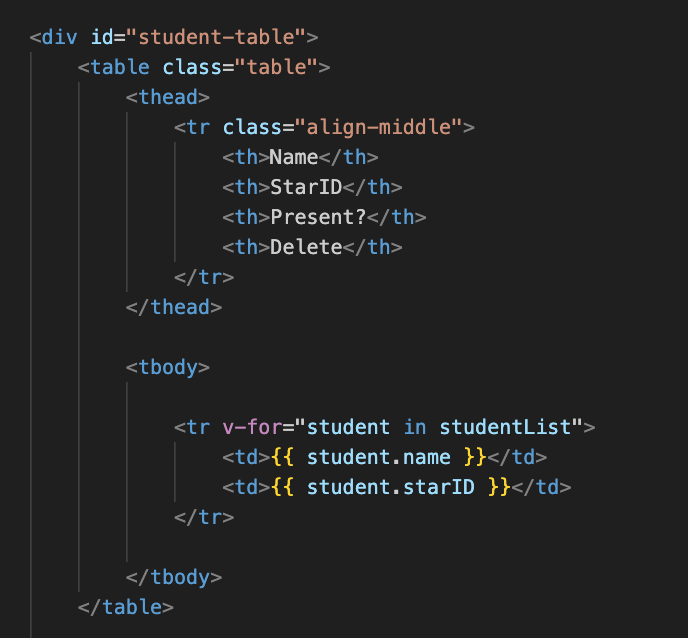 <div id="student-table">
<table class="table">
<thead>
<tr class="align-middle">
<th>Name</th>
<th>StarID</th>
<th>Present?</th>
<th>Delete</th>
</tr>
</thead>
<tbody>
<tr v-for="student in studentList">
<td>{{ student.name }}</td>
<td>{{ student.starID }}</td>
</tr>
</tbody>
</table>